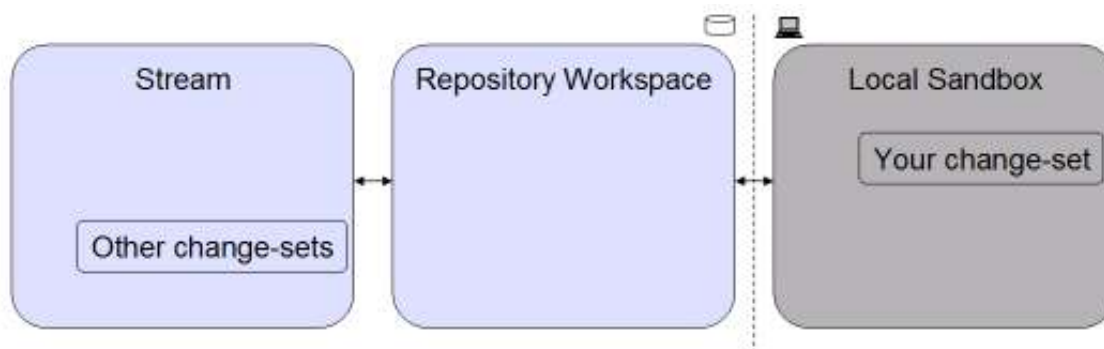 Stream
Repository Workspace
Local Sandbox
Your change-set
Other change-sets